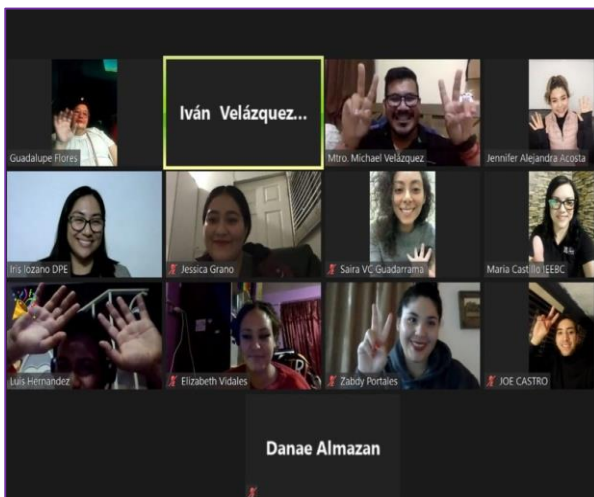 Guadalupe Flores
Iván Velázquez...
Mtro. Michael Velázquez
Jennifer Alejandra Acosta
Iris lozano DPE
Jessica Grano
Saira VC Guadarrama
Maria Castillo IEEBC
Luis Hernandez
Elizabeth Vidales
Zabdy Portales
JOE CASTRO
Danae Almazan